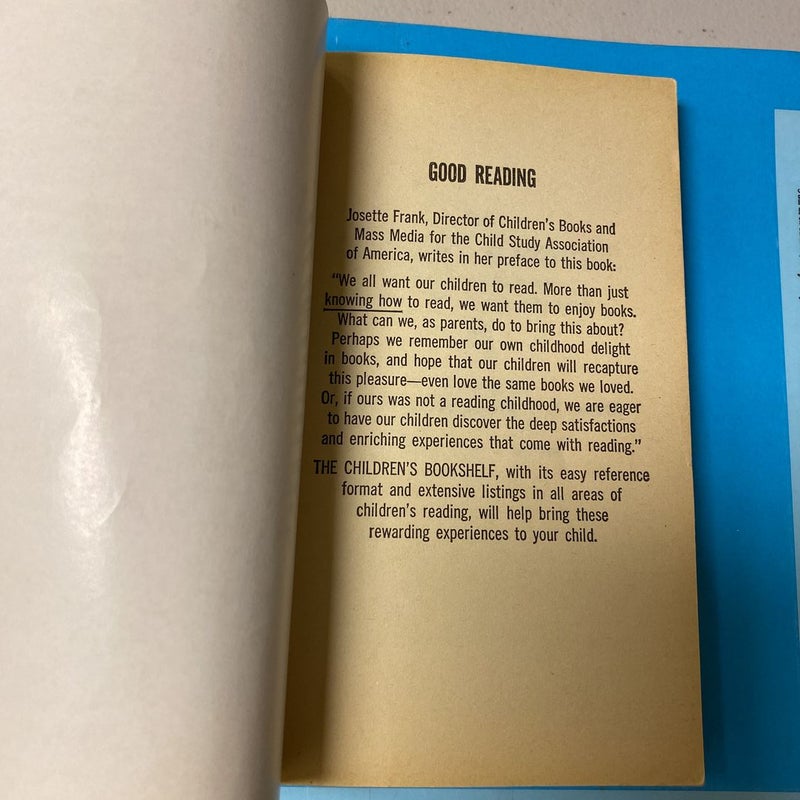 GOOD READING
Josette Frank, Director of Children's Books and
Mass Media for the Child Study Association
of America, writes in her preface to this book:
"We all want our children to read. More than just
knowing how to read, we want them to enjoy books.
What can we, as parents, do to bring this about?
Perhaps we remember our own childhood delight
in books, and hope that our children will recapture
this pleasure—even love the same books we loved.
Or, if ours was not a reading childhood, we are eager
to have our children discover the deep satisfactions
and enriching experiences that come with reading."
THE CHILDREN'S BOOKSHELF, with its easy reference
format and extensive listings in all areas of
children's reading, will help bring these
rewarding experiences to your child.